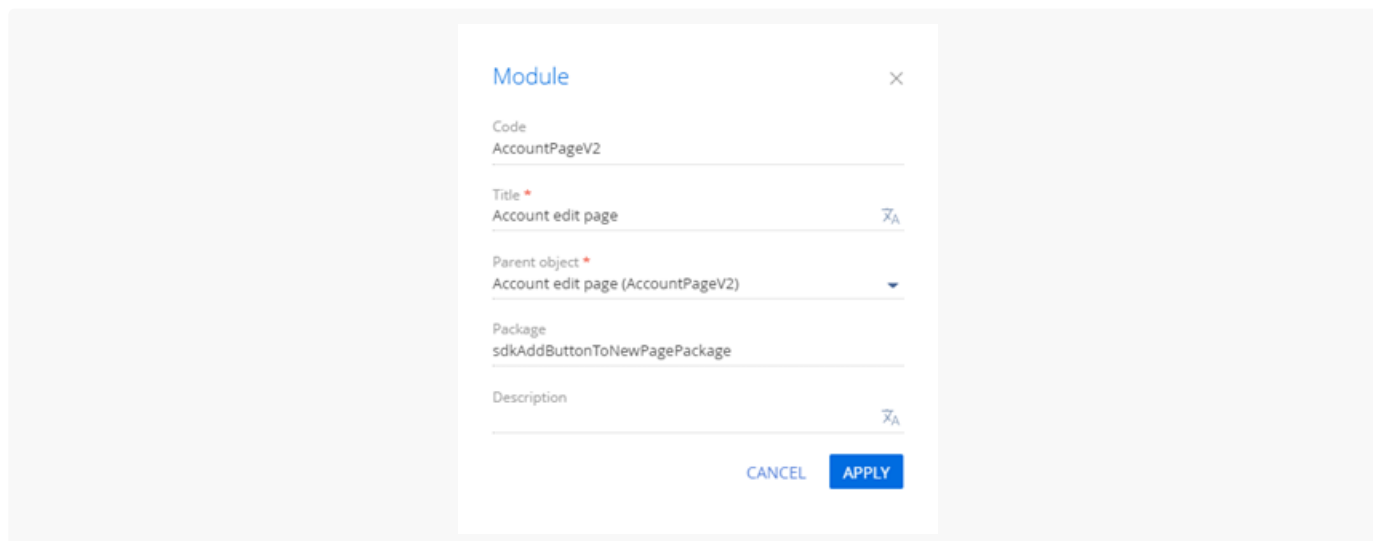 Module
Code
AccountPageV2
Title *
Account edit page
Parent object *
Account edit page (AccountPageV2)
Package
sdkAddButtonToNewPagePackage
Description
CANCEL APPLY